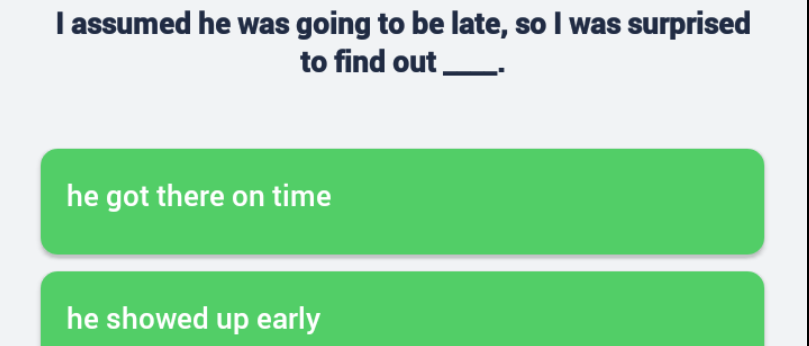 I assumed he was going to be late, so I was surprised
to find out ____.
he got there on time
he showed up early